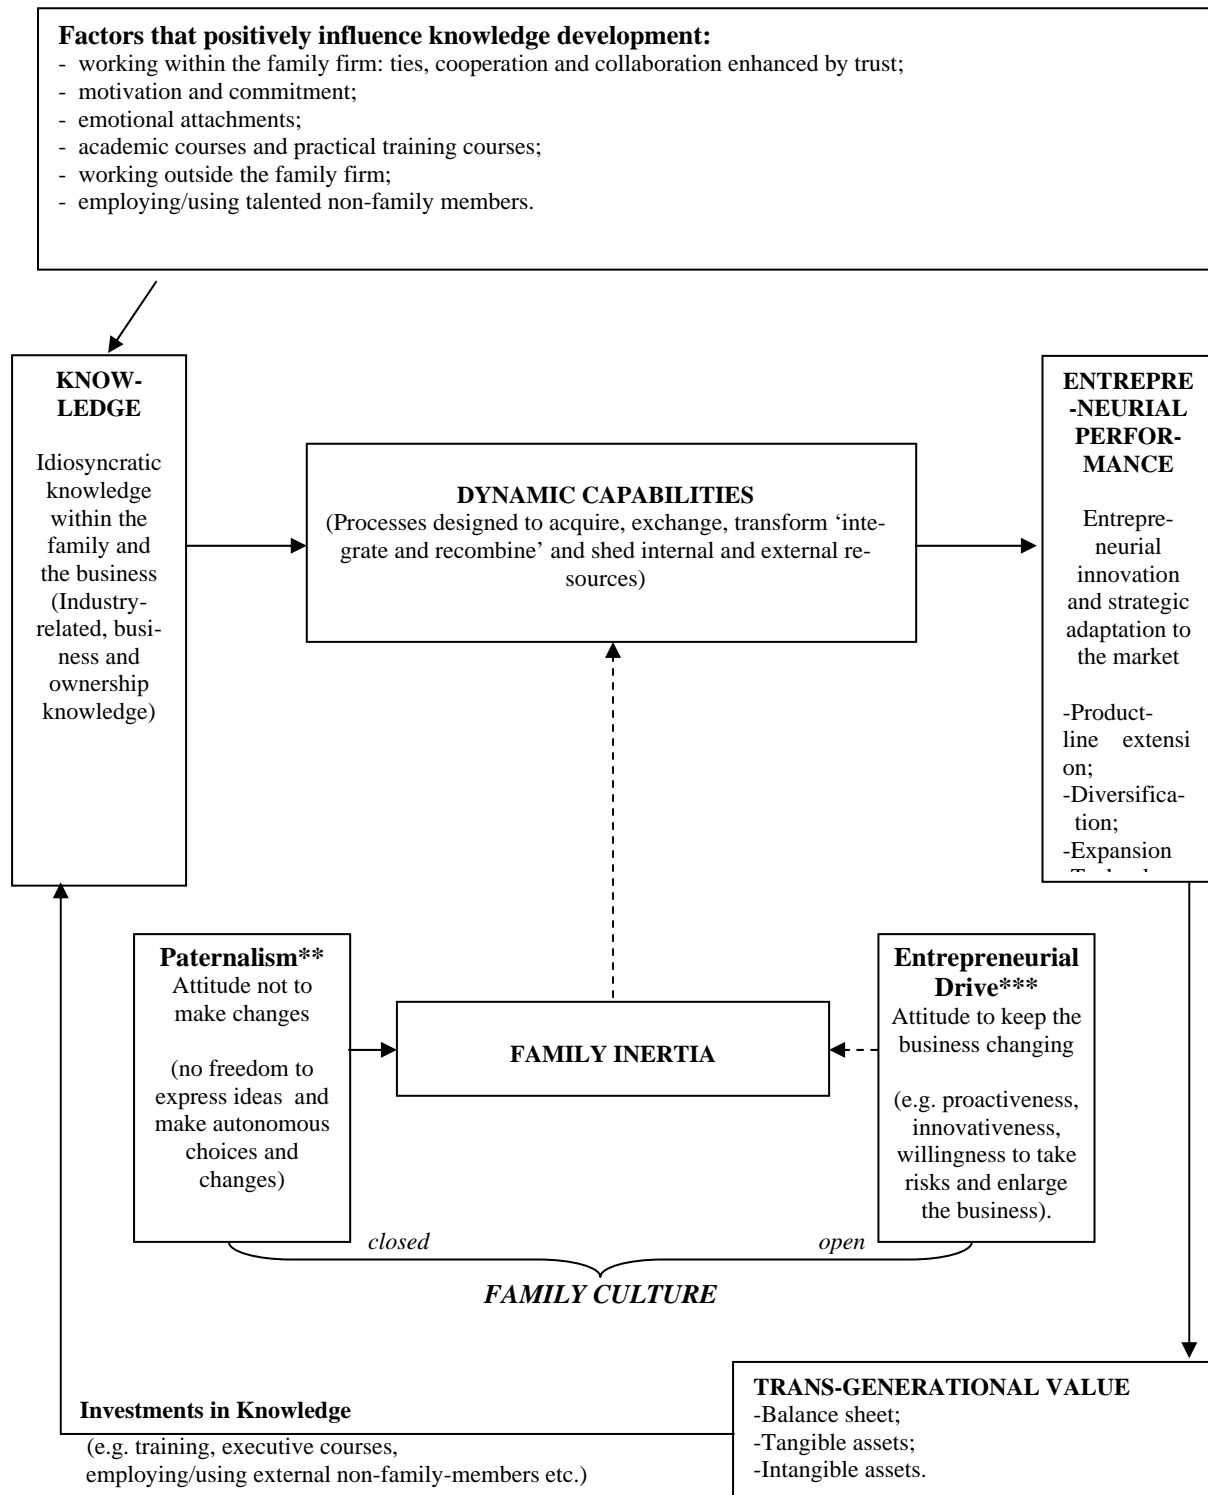 Factors that positively influence knowledge development:
- working within the family firm: ties, cooperation and collaboration enhanced by trust;
- motivation and commitment;
- emotional attachments;
- academic courses and practical training courses;
- working outside the family firm;
- employing/using talented non-family members.
KNOW-
LEDGE
Idiosyncratic
knowledge
within the
family and
the business
(Industry-
related, busi-
ness and
ownership
knowledge)
DYNAMIC CAPABILITIES
(Processes designed to acquire, exchange, transform ‘inte-
grate and recombine’ and shed internal and external re-
sources)
ENTREPRE
-NEURIAL
PERFOR-
MANCE
Entrepre-
neurial
innovation
and strategic
adaptation to
the market
-Product-
line extensi
on;
-Diversifica-
tion;
-Expansion
Paternalism**
Attitude not to
make changes
(no freedom to
express ideas and
make autonomous
choices and
changes)
FAMILY INERTIA
Entrepreneurial
Drive***
Attitude to keep the
business changing
(e.g. proactiveness,
innovativeness,
willingness to take
risks and enlarge
the business).
closed
open
FAMILY CULTURE
Investments in Knowledge
(e.g. training, executive courses,
employing/using external non-family-members etc.)
TRANS-GENERATIONAL VALUE
-Balance sheet;
-Tangible assets;
-Intangible assets.